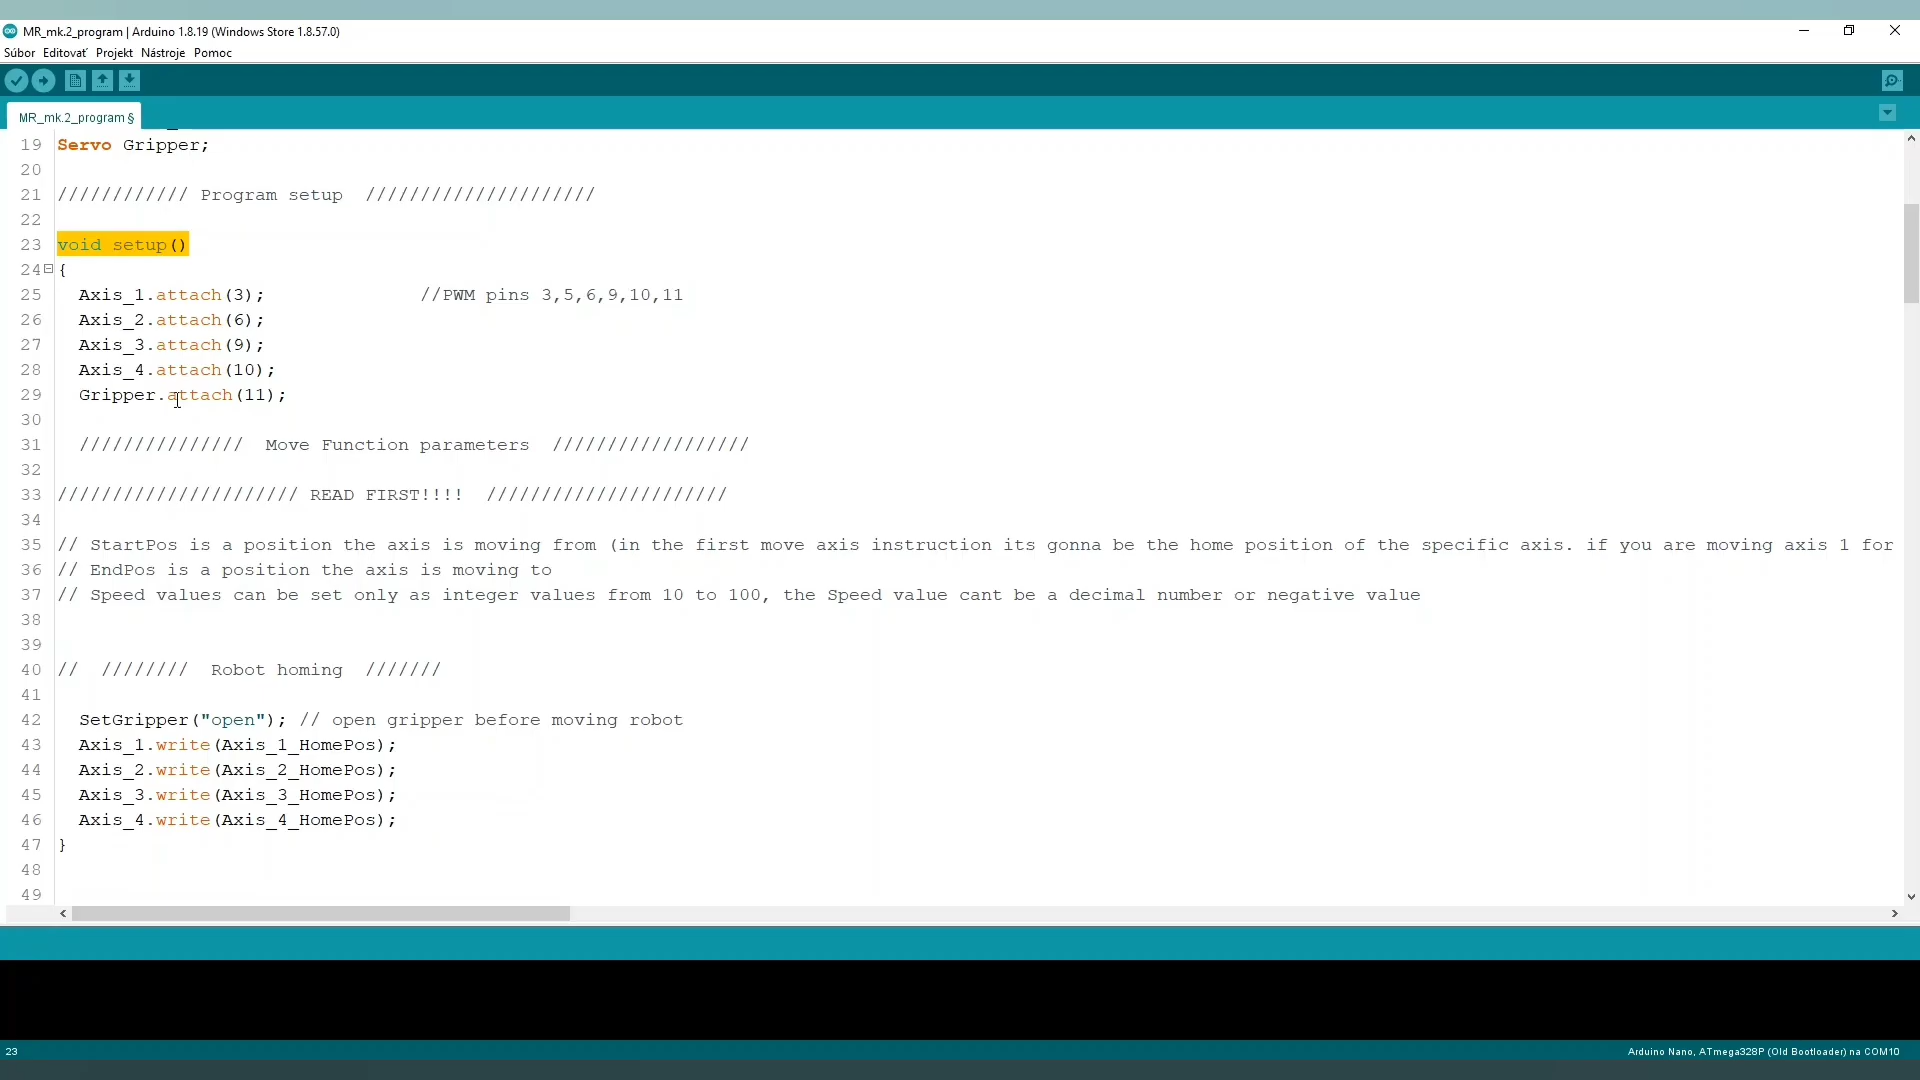 MR_mk.2_program | Arduino 1.8.19 (Windows Store 1.8.57.0)
Súbor Editovať Projekt Nástroje Pomoc
MR_mk.2_program §
19 Servo Gripper;
20
21 //////////// Program setup /////////////////////
22
23 void setup()
24 {
25 Axis_1.attach(3); //PWM pins 3,5,6,9,10,11
26 Axis_2.attach(6);
27 Axis_3.attach(9);
28 Axis_4.attach(10);
29 Gripper.attach(11);
30
31 /////////////// Move Function parameters //////////////////
32
33 ////////////////////// READ FIRST!!!! //////////////////////
34
35 // StartPos is a position the axis is moving from (in the first move axis instruction its gonna be the home position of the specific axis. if you are moving axis 1 for
36 // EndPos is a position the axis is moving to
37 // Speed values can be set only as integer values from 10 to 100, the Speed value cant be a decimal number or negative value
38
39
40 // //////// Robot homing ///////
41
42 SetGripper("open"); // open gripper before moving robot
43 Axis_1.write(Axis_1_HomePos);
44 Axis_2.write(Axis_2_HomePos);
45 Axis_3.write(Axis_3_HomePos);
46 Axis_4.write(Axis_4_HomePos);
47 }
48
49
23 Arduino Nano, ATmega328P (Old Bootloader) na COM10